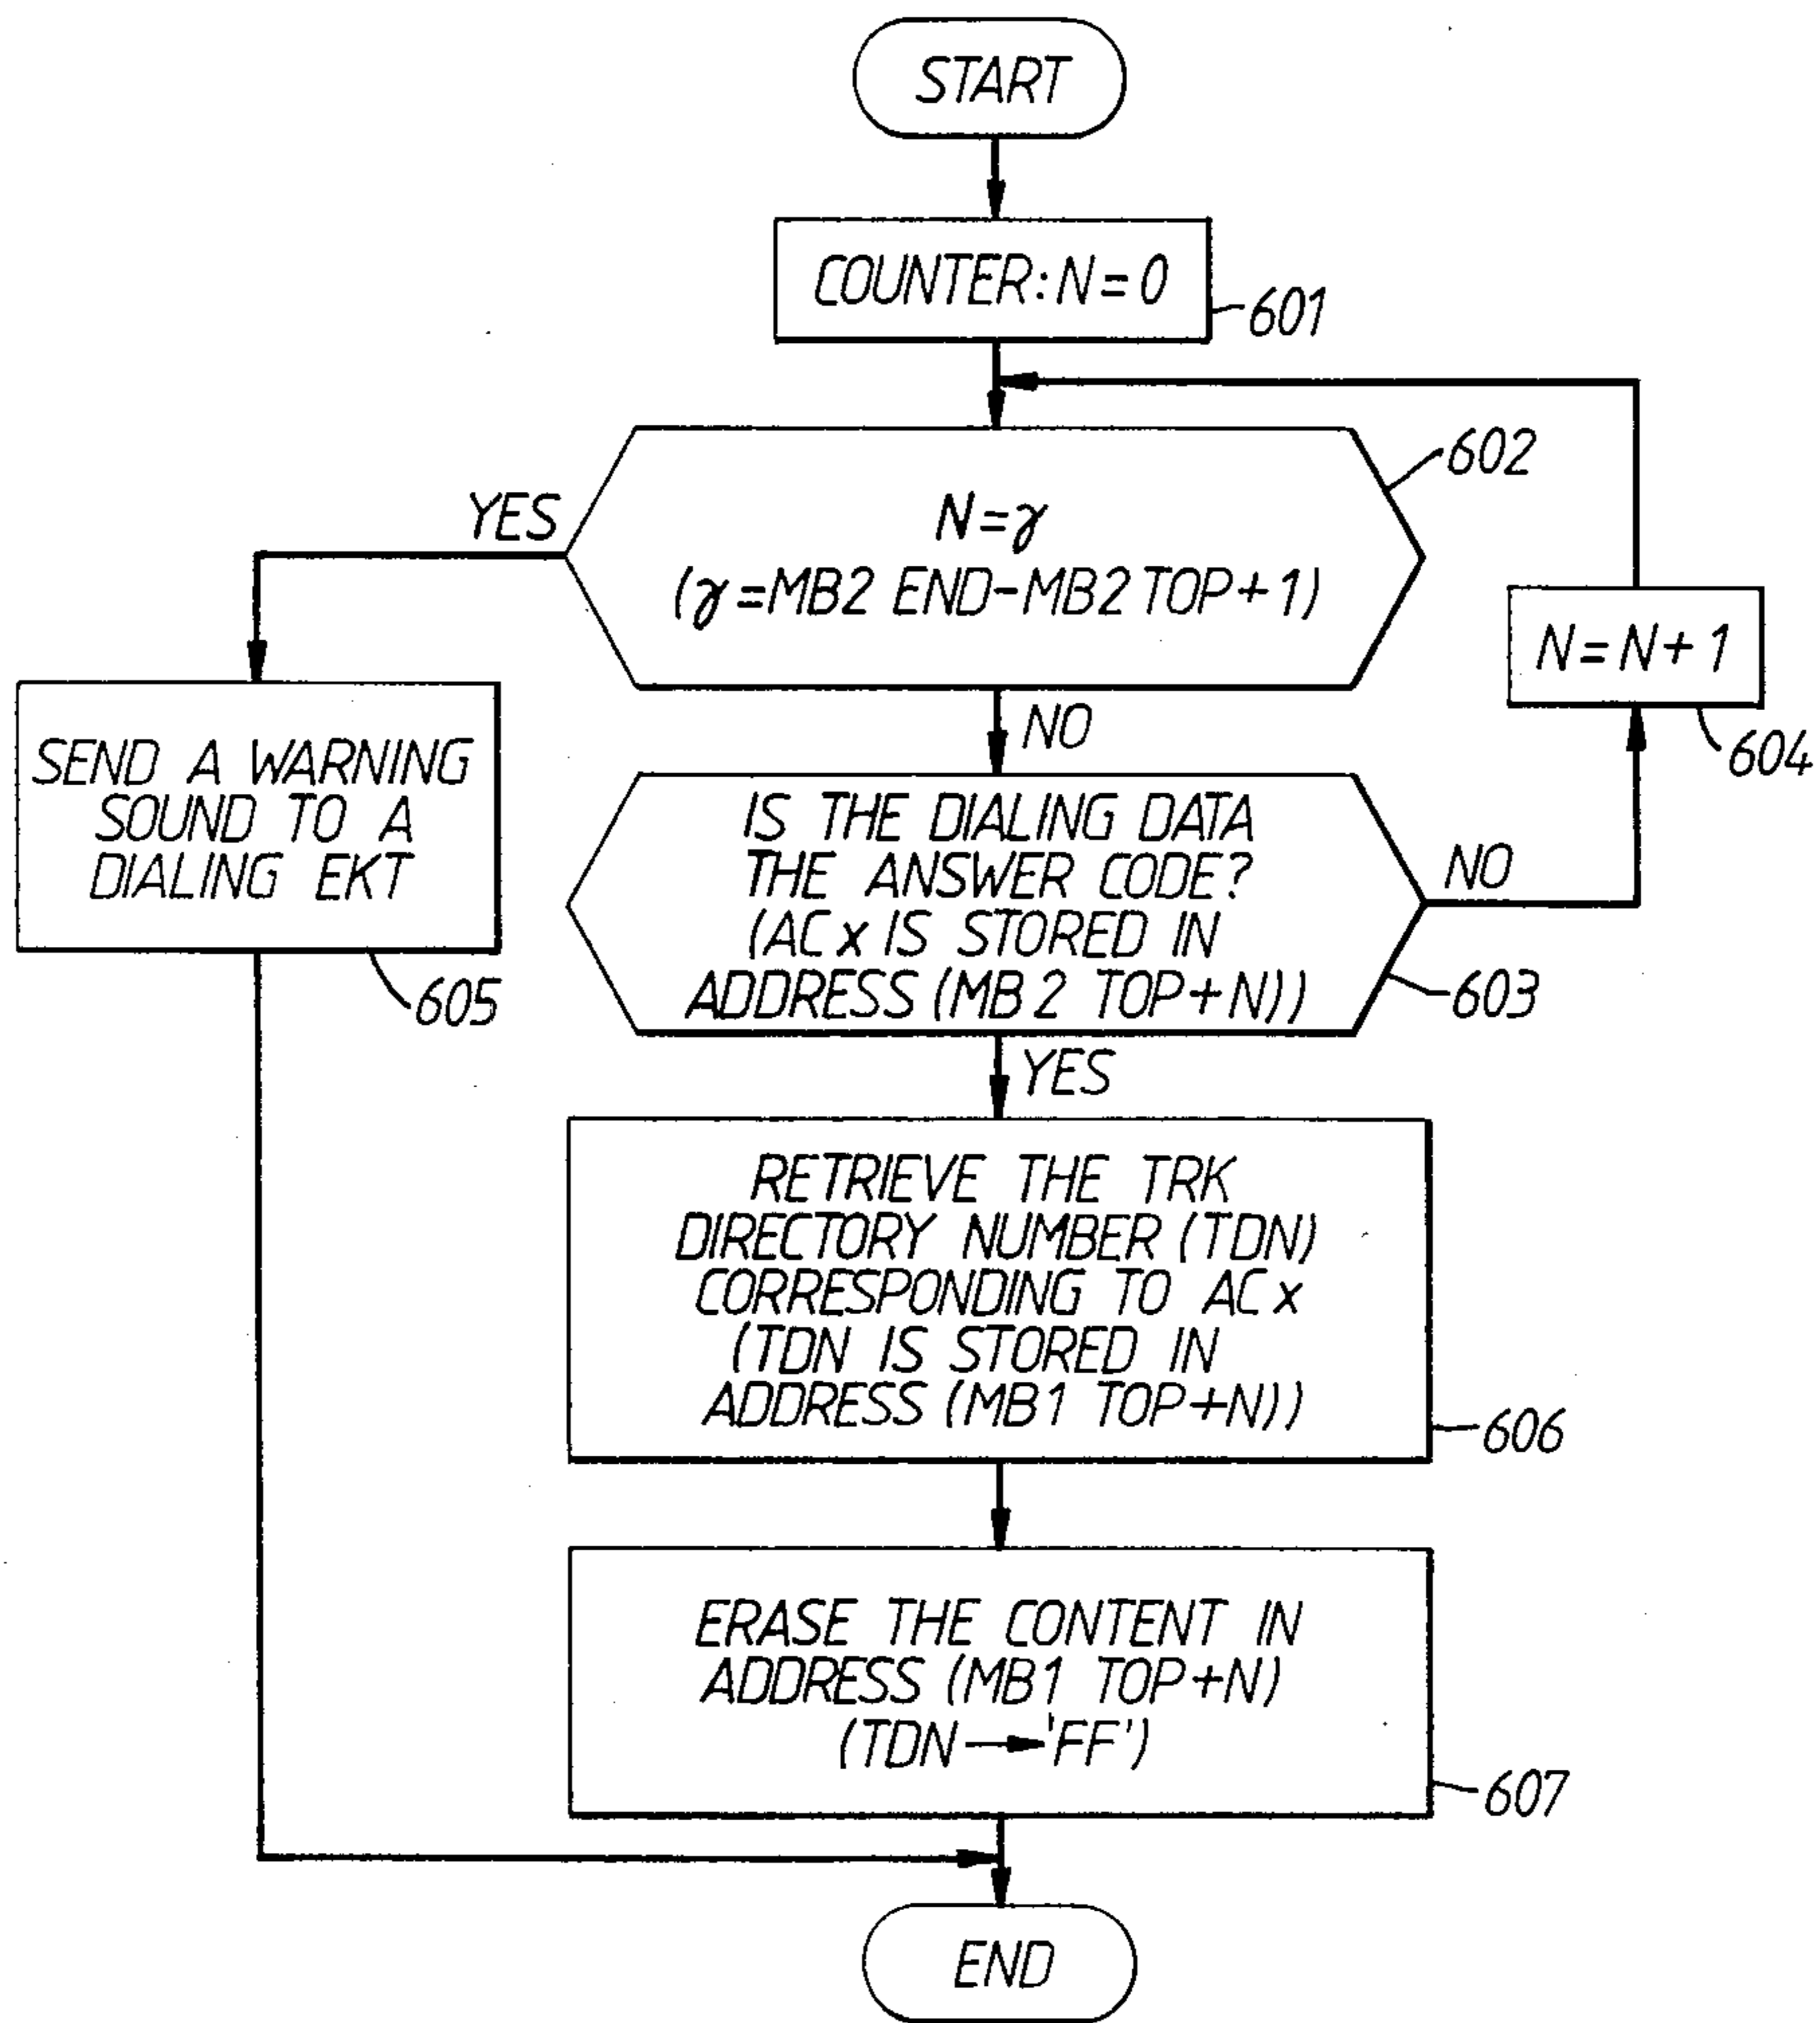 START
COUNTER: N = 0
601
602
YES
N = γ
(γ = MB2 END - MB2 TOP + 1)
N = N + 1
604
NO
SEND A WARNING
SOUND TO A
DIALING EKT
605
IS THE DIALING DATA
THE ANSWER CODE?
(ACx IS STORED IN
ADDRESS (MB2 TOP+N))
NO
603
YES
RETRIEVE THE TRK
DIRECTORY NUMBER (TDN)
CORRESPONDING TO ACx
(TDN IS STORED IN
ADDRESS (MB1 TOP+N))
606
ERASE THE CONTENT IN
ADDRESS (MB1 TOP+N)
(TDN → 'FF')
607
END